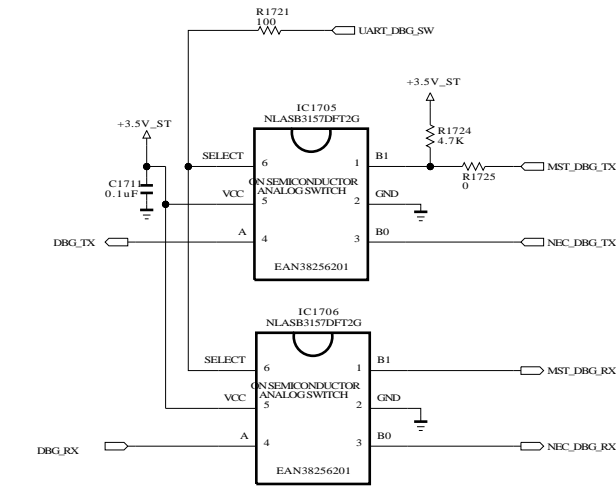 R1721
100
UART_DBG_SW
+3.5V_ST
IC1705
NLASB3157DFT2G
R1724
4.7K
+3.5V_ST
SELECT
6
1
B1
MST_DBG_TX
R1725
0
C1711
0.1uF
ON SEMICONDUCTOR
ANALOG SWITCH
VCC
5
2
GND
DBG_TX
A
4
3
B0
NEC_DBG_TX
EAN38256201
IC1706
NLASB3157DFT2G
SELECT
6
1
B1
MST_DBG_RX
ON SEMICONDUCTOR
ANALOG SWITCH
VCC
5
2
GND
DBG_RX
A
4
3
B0
NEC_DBG_RX
EAN38256201